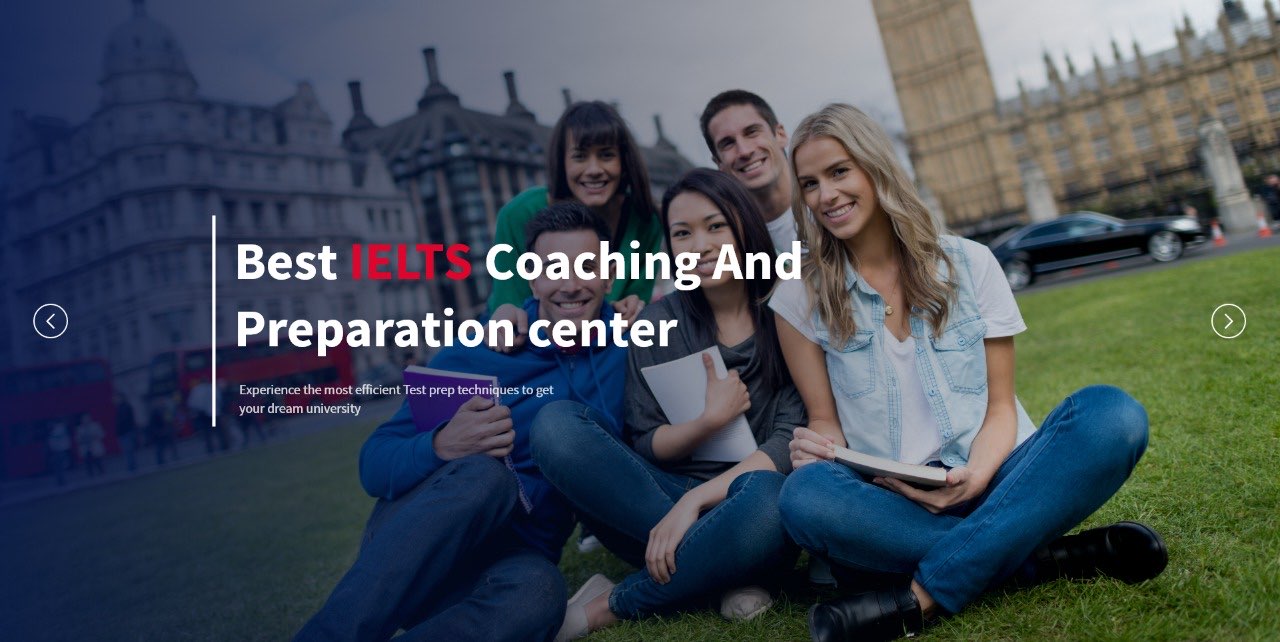 Best IELTS Coaching And
Preparation center
Experience the most efficient Test prep techniques to get
your dream university